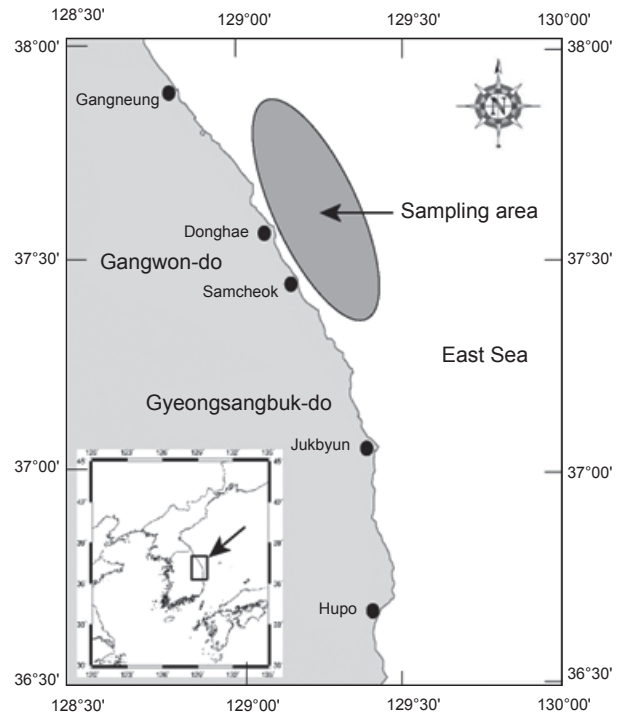 128°30' 129°00' 129°30' 130°00'
38°00' 38°00'
Gangneung
N
Sampling area
Donghae
37°30' 37°30'
Gangwon-do
Samcheok
East Sea
Gyeongsangbuk-do
Jukbyun
37°00' 37°00'
Hupo
36°30' 36°30'
128°30' 129°00' 129°30' 130°00'